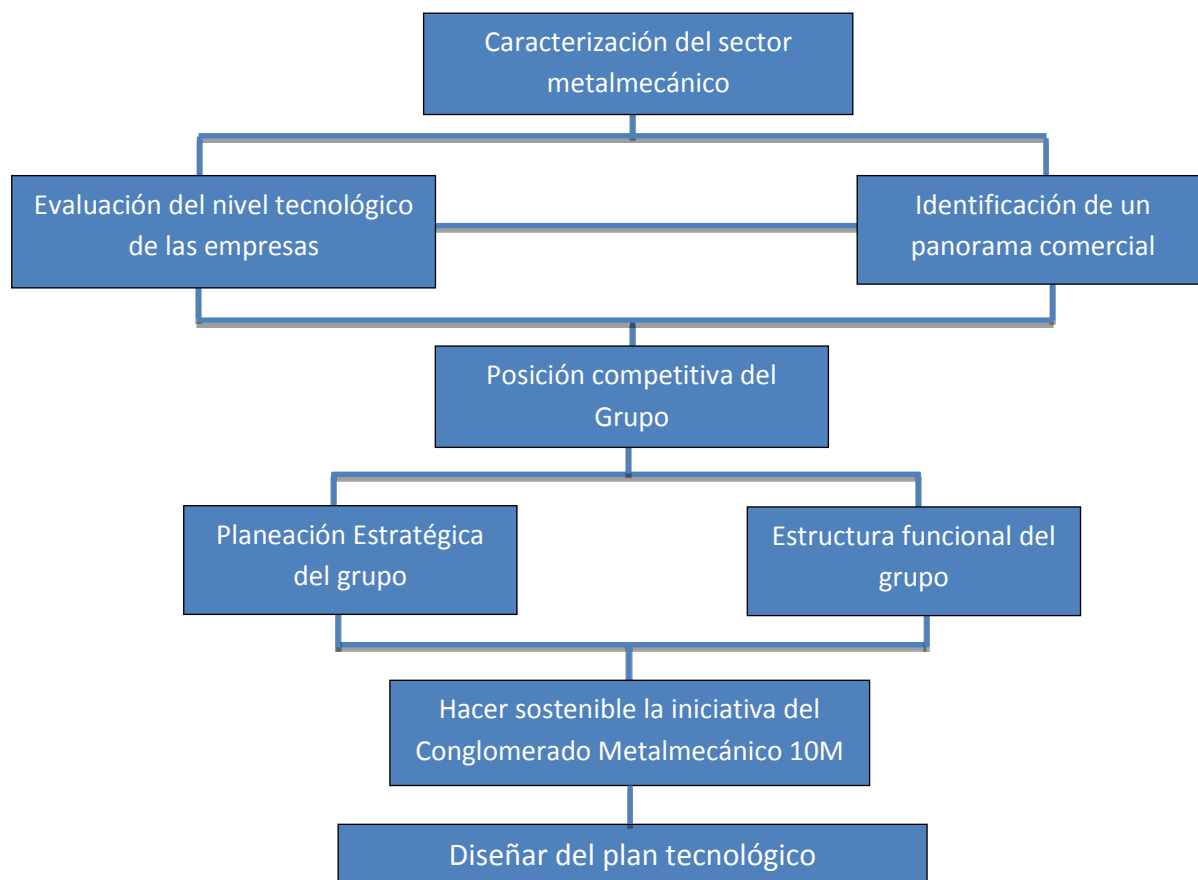 Caracterización del sector
metalmecánico
Evaluación del nivel tecnológico
de las empresas
Identificación de un
panorama comercial
Posición competitiva del
Grupo
Planeación Estratégica
del grupo
Estructura funcional del
grupo
Hacer sostenible la iniciativa del
Conglomerado Metalmecánico 10M
Diseñar del plan tecnológico